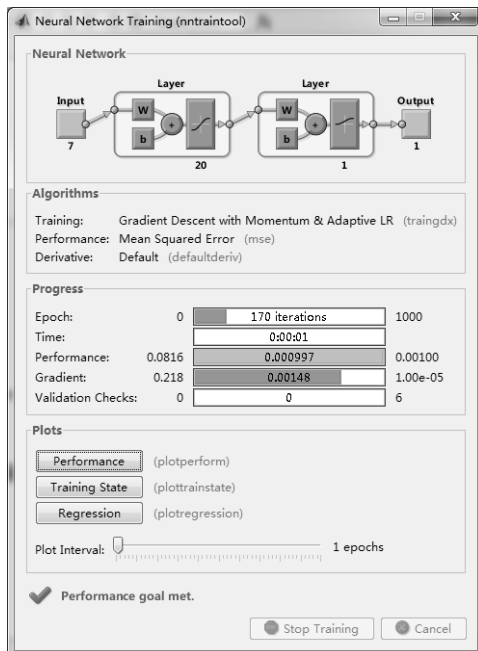 Neural Network Training (nntraintool)
Neural Network
Layer Layer
Input Output
W W
b b
7 20 1 1
Algorithms
Training: Gradient Descent with Momentum & Adaptive LR (traingdx)
Performance: Mean Squared Error (mse)
Derivative: Default (defaultderiv)
Progress
Epoch: 0 170 iterations 1000
Time: 0:00:01
Performance: 0.0816 0.000997 0.00100
Gradient: 0.218 0.00148 1.00e-05
Validation Checks: 0 0 6
Plots
Performance (plotperform)
Training State (plottrainstate)
Regression (plotregression)
Plot Interval: 1 epochs
Performance goal met.
Stop Training Cancel